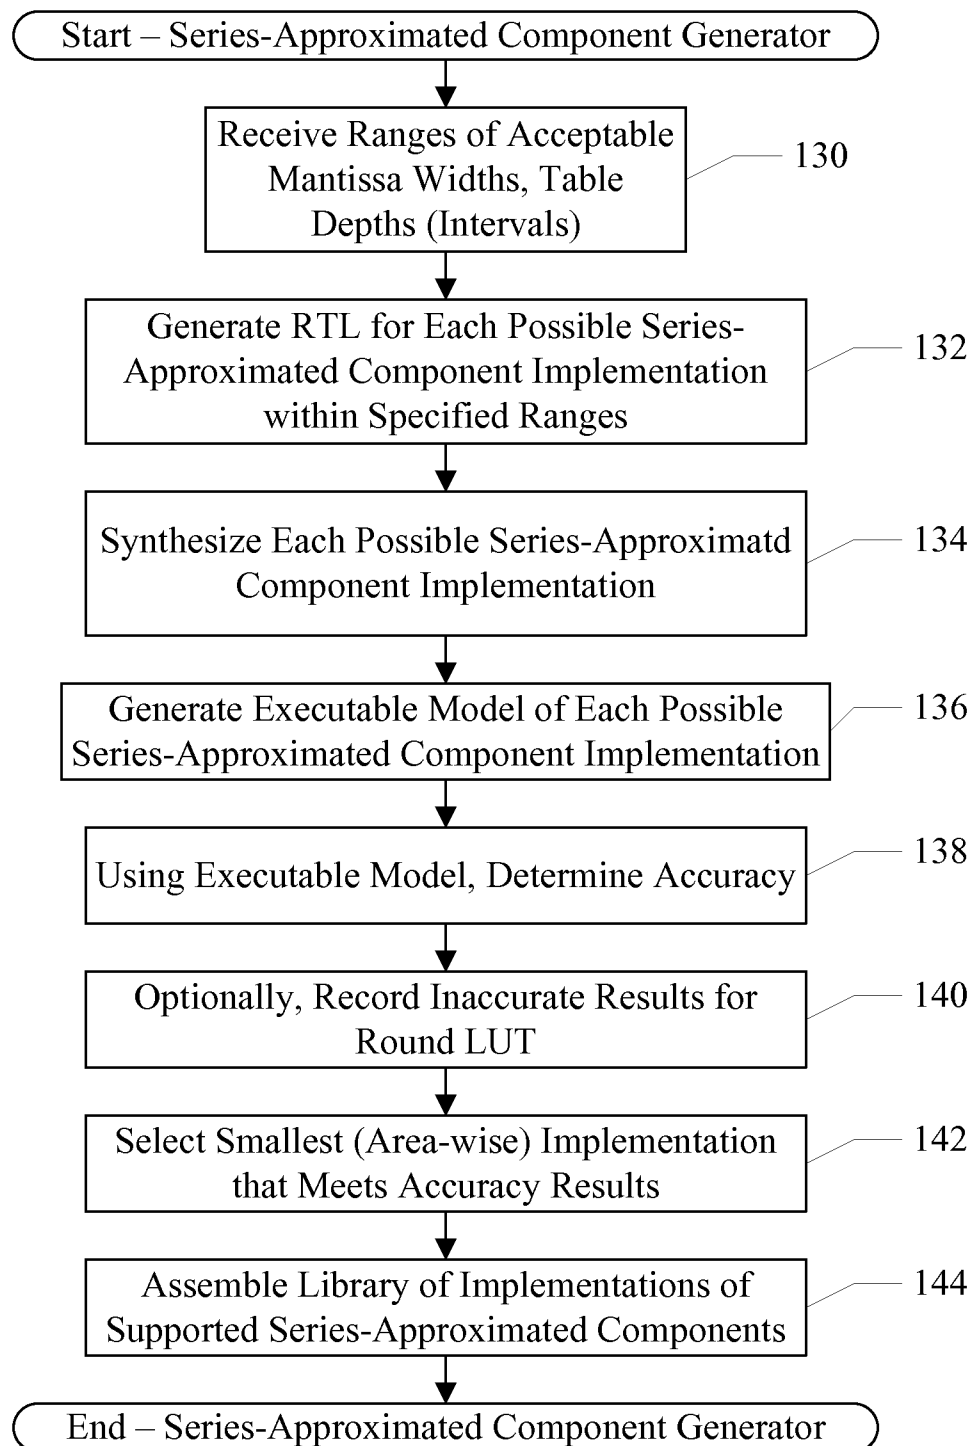 Start – Series-Approximated Component Generator
Receive Ranges of Acceptable
Mantissa Widths, Table
Depths (Intervals)
130
Generate RTL for Each Possible Series-
Approximated Component Implementation
within Specified Ranges
132
Synthesize Each Possible Series-Approximatd
Component Implementation
134
Generate Executable Model of Each Possible
Series-Approximated Component Implementation
136
Using Executable Model, Determine Accuracy
138
Optionally, Record Inaccurate Results for
Round LUT
140
Select Smallest (Area-wise) Implementation
that Meets Accuracy Results
142
Assemble Library of Implementations of
Supported Series-Approximated Components
144
End – Series-Approximated Component Generator